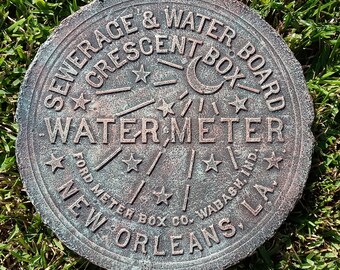 SEWERAGE & WATER BOARD
CRESCENT BOX
WATER METER
FORD METER BOX CO. WABASH, IND.
NEW ORLEANS, LA.